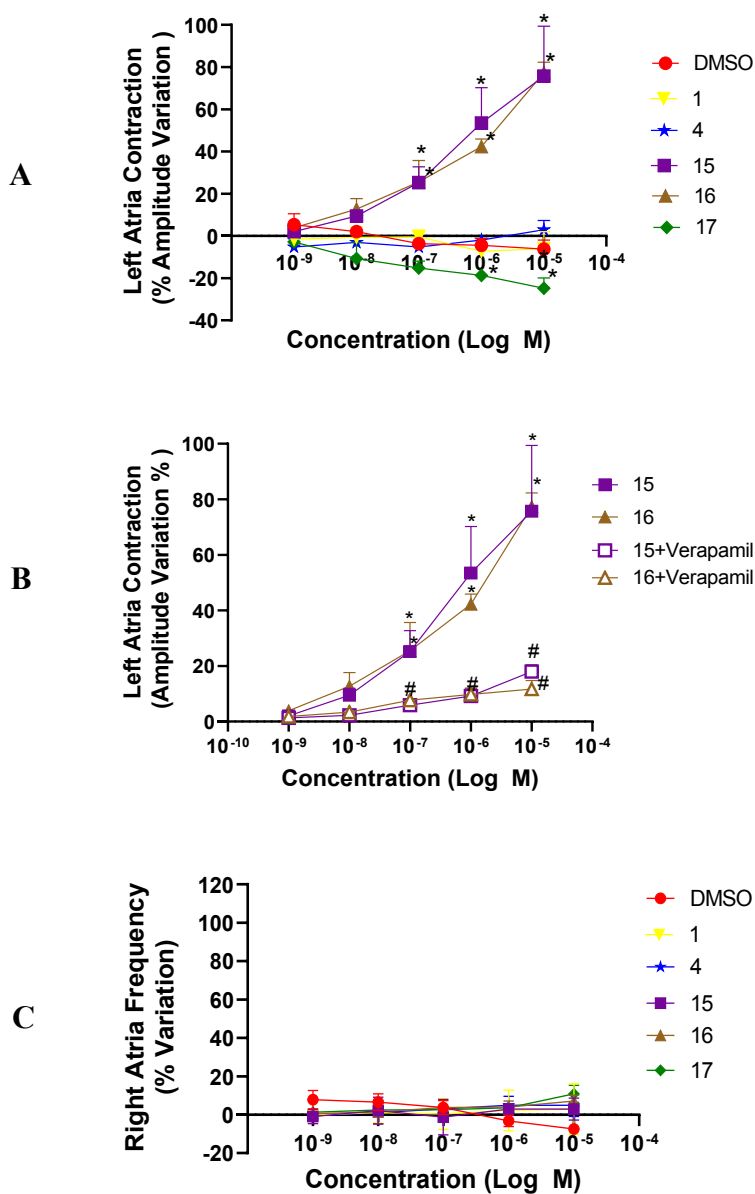 A
Left Atria Contraction
(% Amplitude Variation )
100
80
60
40
20
0
-20
-40
* * * * * * * *
10-9 10-8 10-7 10-6 10-5 10-4
Concentration (Log M)
DMSO
1
4
15
16
17
B
Left Atria Contraction
(Amplitude Variation %)
100
80
60
40
20
0
* * * * * *
# # # #
10-10 10-9 10-8 10-7 10-6 10-5 10-4
Concentration (Log M)
15
16
15+Verapamil
16+Verapamil
C
Right Atria Frequency
(% Variation)
120
100
80
60
40
20
0
-20
10-9 10-8 10-7 10-6 10-5 10-4
Concentration (Log M)
DMSO
1
4
15
16
17